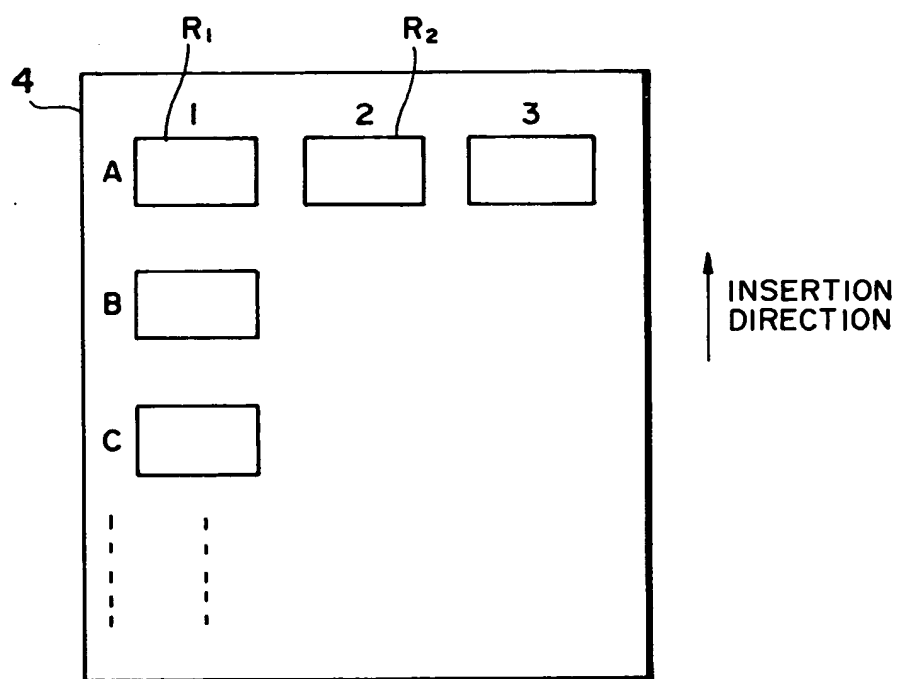 R₁ R₂
4
1 2 3
A
B
INSERTION
DIRECTION
C